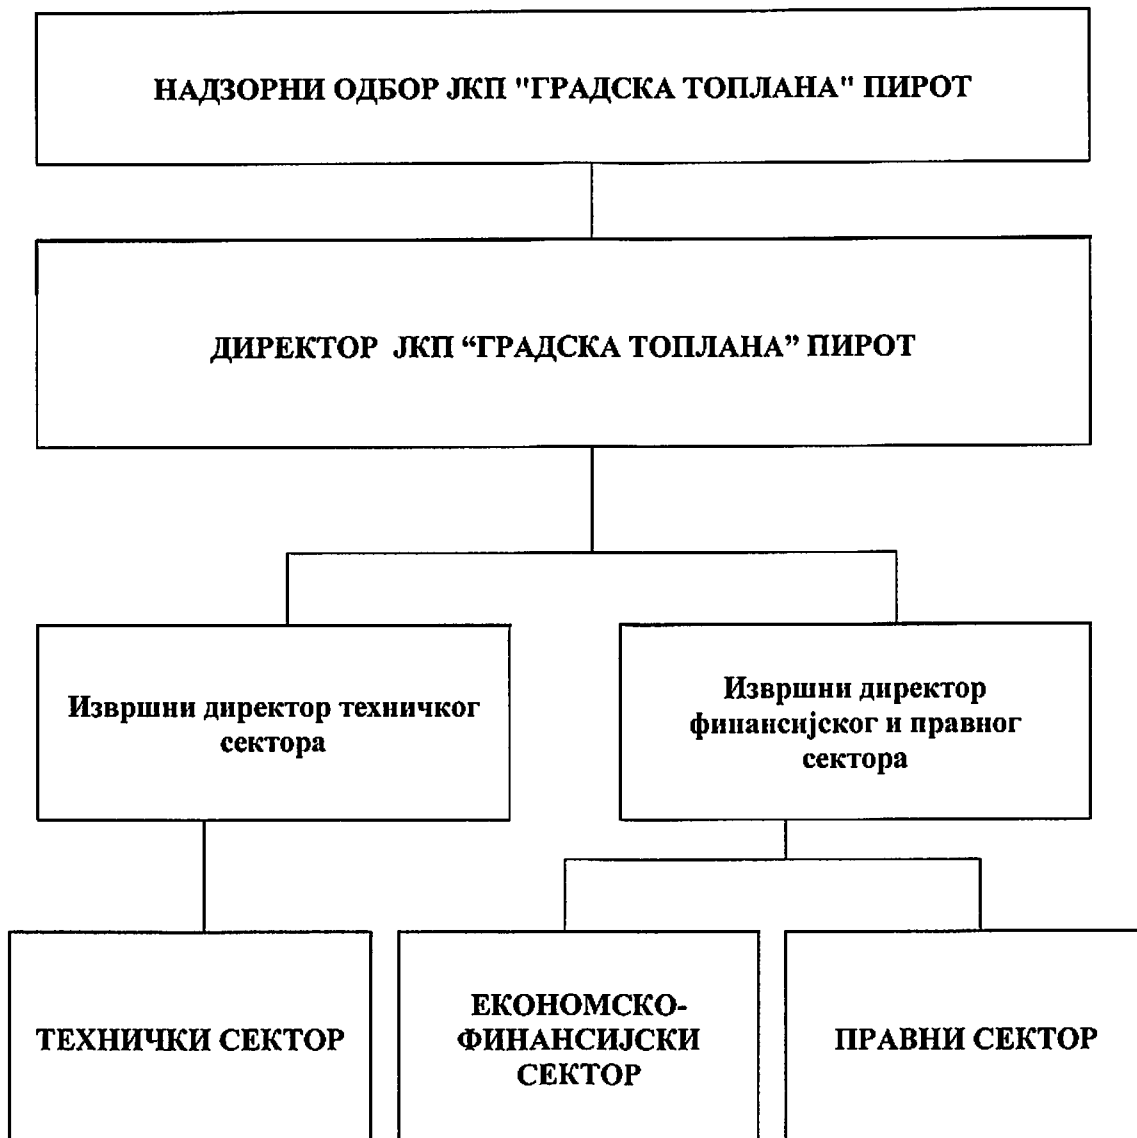 НАДЗОРНИ ОДБОР ЈКП "ГРАДСКА ТОПЛАНА" ПИРОТ
ДИРЕКТОР ЈКП “ГРАДСКА ТОПЛАНА” ПИРОТ
Извршни директор техничког
сектора
Извршни директор
финансијског и правног
сектора
ТЕХНИЧКИ СЕКТОР
ЕКОНОМСКО-
ФИНАНСИЈСКИ
СЕКТОР
ПРАВНИ СЕКТОР